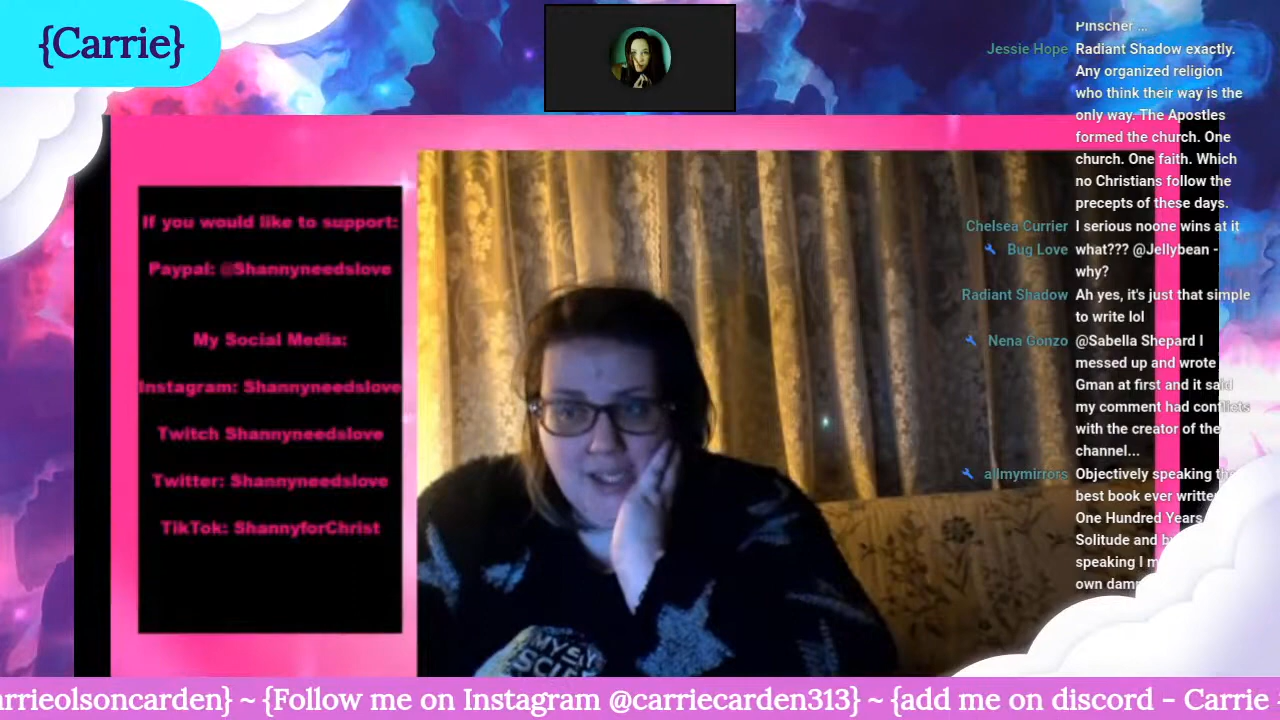 {Carrie}
If you would like to support:
Paypal: @Shannyneedslove
My Social Media:
Instagram: Shannyneedslove
Twitch Shannyneedslove
Twitter: Shannyneedslove
TikTok: ShannyforChrist
Pinscher ...
Jessie Hope Radiant Shadow exactly.
Any organized religion
who think their way is the
only way. The Apostles
formed the church. One
church. One faith. Which
no Christians follow the
precepts of these days.
Chelsea Currier I serious noone wins at it
Bug Love what??? @Jellybean -
why?
Radiant Shadow Ah yes, it's just that simple
to write lol
Nena Gonzo @Sabella Shepard I
messed up and wrote
Gman at first and it said
my comment had conflicts
with the creator of the
channel...
allmymirrors Objectively speaking the
best book ever written
One Hundred Years
Solitude and
speaking I
own
arrieolsoncarden} ~ {Follow me on Instagram @carriecarden313} ~ {add me on discord - Carrie